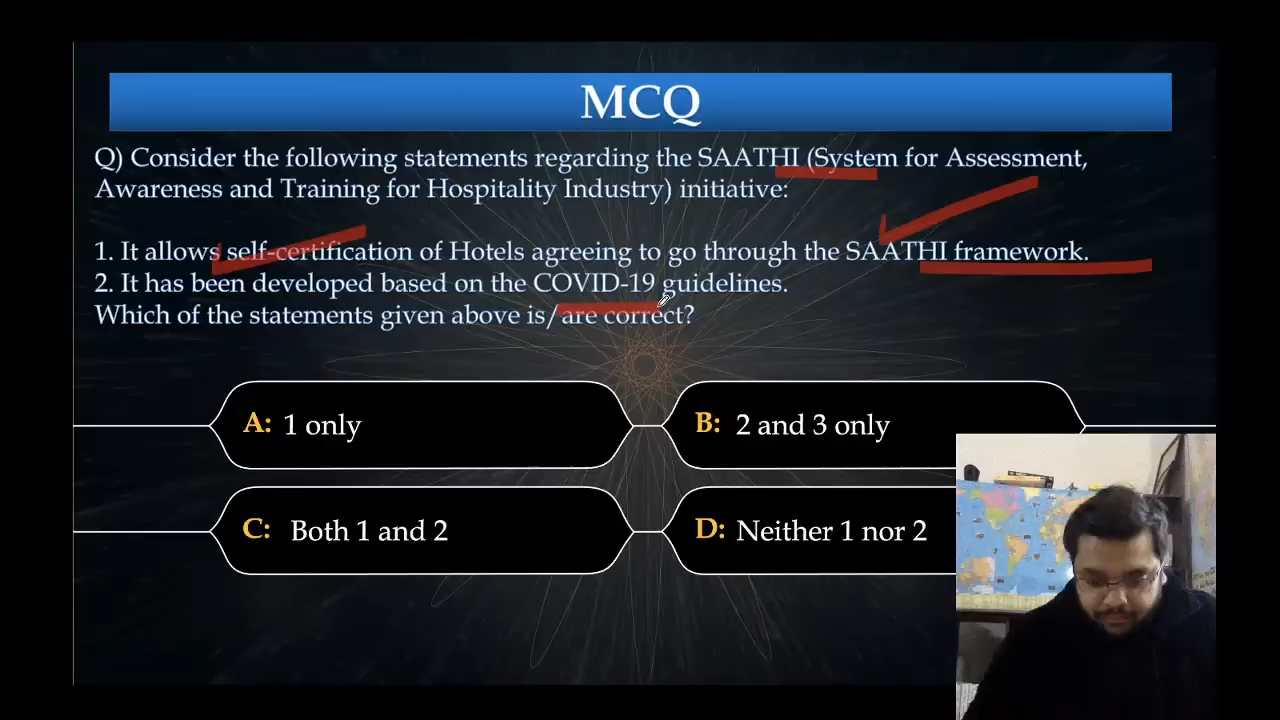 MCQ
Q) Consider the following statements regarding the SAATHI (System for Assessment,
Awareness and Training for Hospitality Industry) initiative:
1. It allows self-certification of Hotels agreeing to go through the SAATHI framework.
2. It has been developed based on the COVID-19 guidelines.
Which of the statements given above is/are correct?
A: 1 only
B: 2 and 3 only
C: Both 1 and 2
D: Neither 1 nor 2